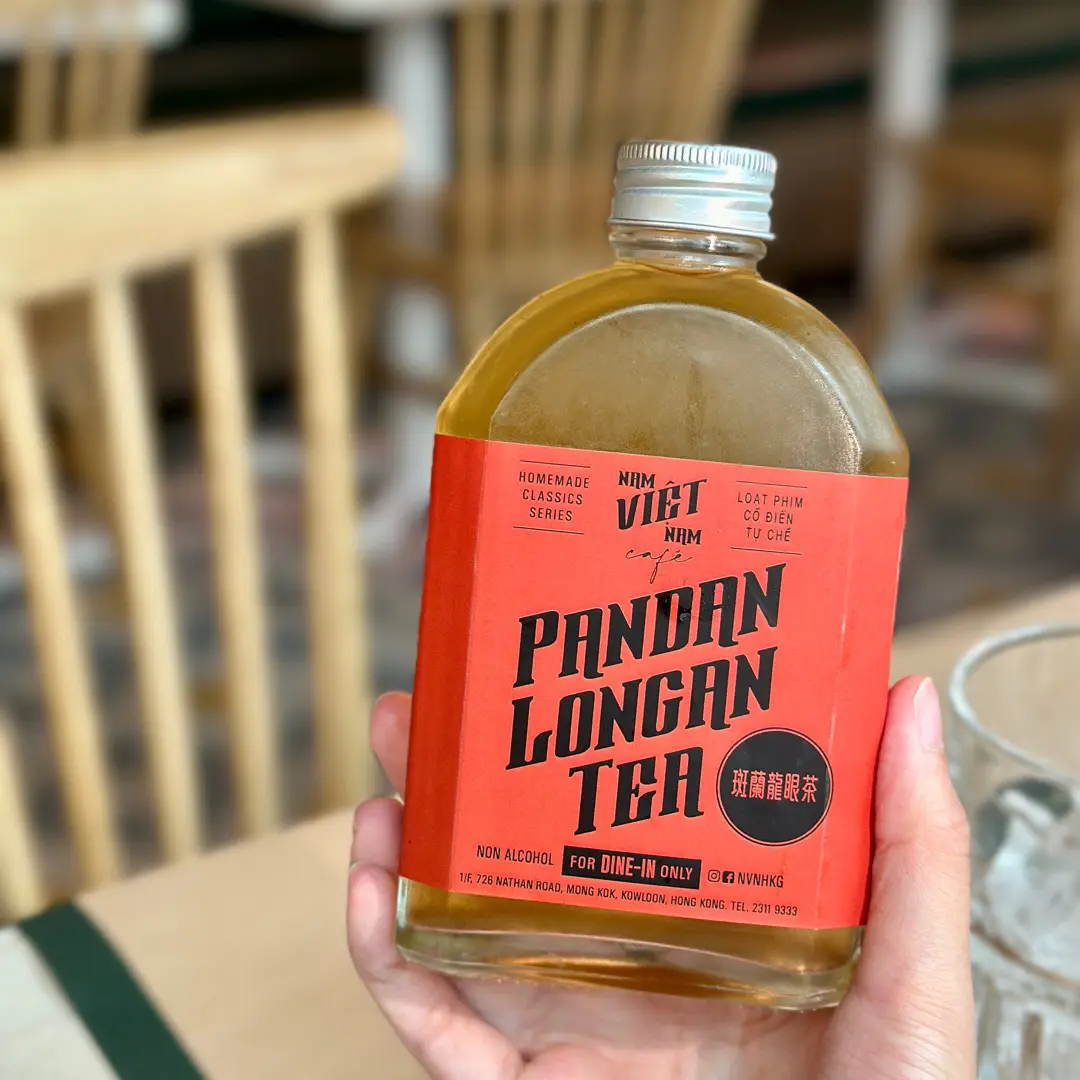 HOMEMADE
CLASSICS
SERIES
NAM
VIỆT
NAM
café
LOẠT PHIM
CỔ ĐIỂN
TỰ CHẾ
PANDAN
LONGAN
TEA
斑蘭龍眼茶
NON ALCOHOL FOR DINE-IN ONLY NVNHKG
1/F, 726 NATHAN ROAD, MONG KOK, KOWLOON, HONG KONG. TEL. 2311 9333